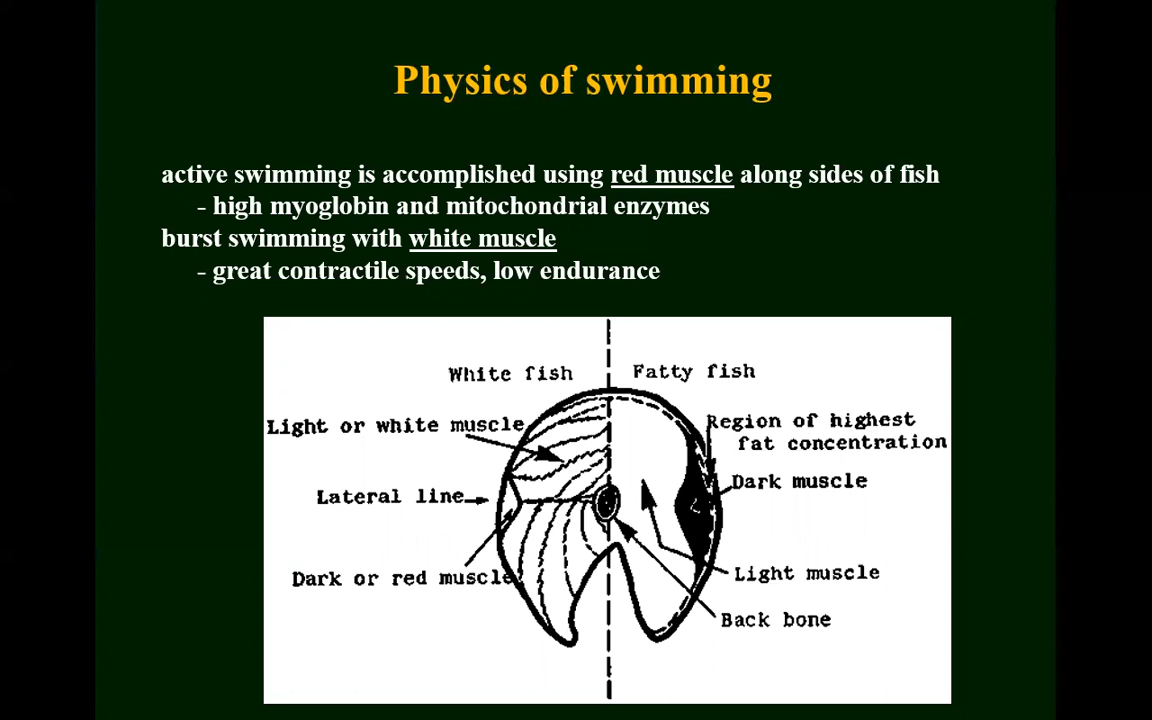 Physics of swimming
active swimming is accomplished using red muscle along sides of fish
- high myoglobin and mitochondrial enzymes
burst swimming with white muscle
- great contractile speeds, low endurance
White fish
Fatty fish
Light or white muscle
Region of highest
fat concentration
Lateral line
Dark muscle
Dark or red muscle
Light muscle
Back bone